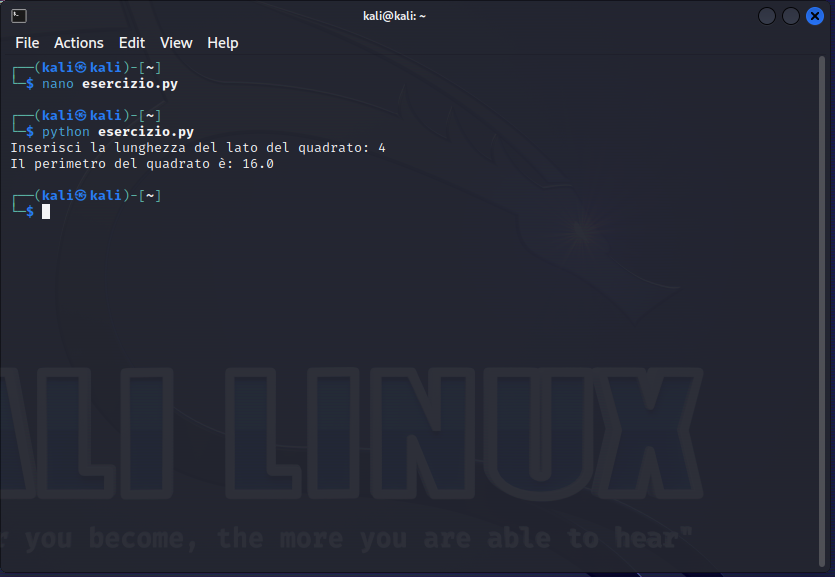 kali@kali: ~
File Actions Edit View Help
┌──(kali㉿kali)-[~]
└─$ nano esercizio.py
┌──(kali㉿kali)-[~]
└─$ python esercizio.py
Inserisci la lunghezza del lato del quadrato: 4
Il perimetro del quadrato è: 16.0
┌──(kali㉿kali)-[~]
└─$
ALI LINUX
r you become, the more you are able to hear"